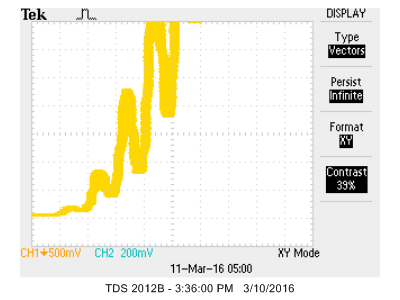 Tek
DISPLAY
Type
Vectors
Persist
Infinite
Format
XY
Contrast
39%
CH1 500mV CH2 200mV XY Mode
11-Mar-16 05:00
TDS 2012B - 3:36:00 PM 3/10/2016